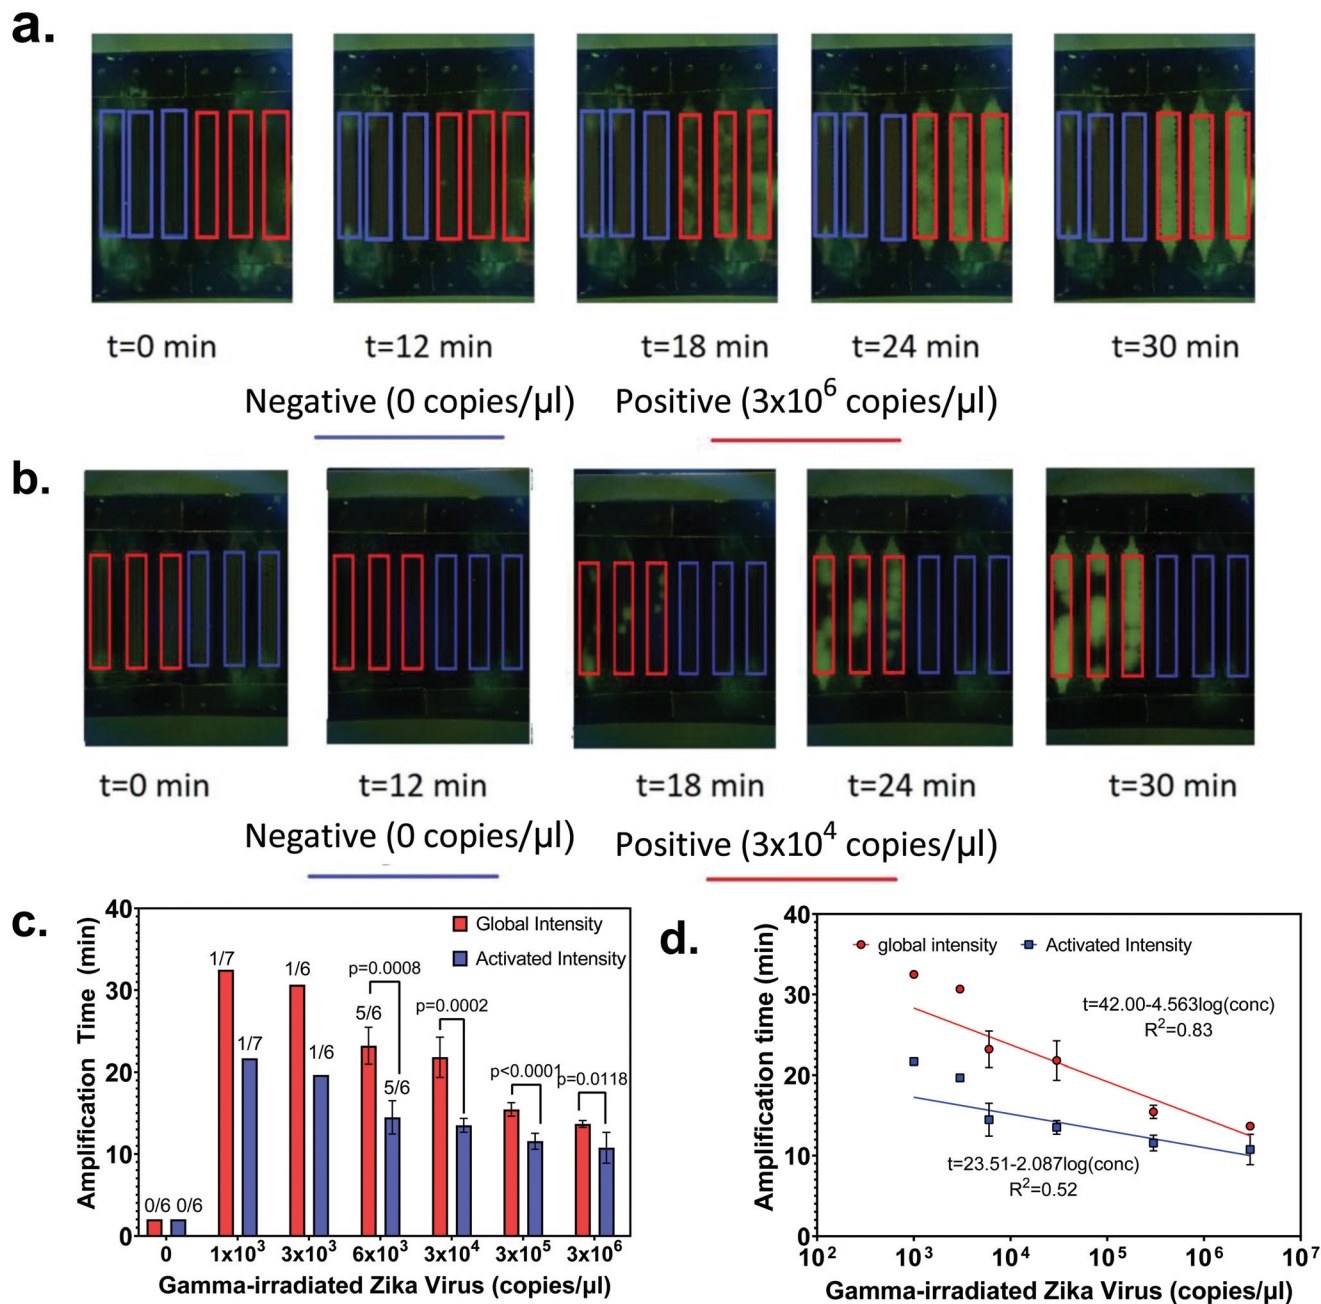 a.
t=0 min
t=12 min
t=18 min
t=24 min
t=30 min
Negative (0 copies/µl)
Positive (3x10⁶ copies/µl)
b.
t=0 min
t=12 min
t=18 min
t=24 min
t=30 min
Negative (0 copies/µl)
Positive (3x10⁴ copies/µl)
c.
Amplification Time (min)
40
30
20
10
0
Global Intensity
Activated Intensity
0/6
0/6
1/7
1/7
1/6
1/6
p=0.0008
5/6
5/6
p=0.0002
p<0.0001
p=0.0118
0
1x10³
3x10³
6x10³
3x10⁴
3x10⁵
3x10⁶
Gamma-irradiated Zika Virus (copies/µl)
d.
Amplification time (min)
40
30
20
10
0
global intensity
Activated Intensity
t=42.00-4.563log(conc)
R²=0.83
t=23.51-2.087log(conc)
R²=0.52
10²
10³
10⁴
10⁵
10⁶
10⁷
Gamma-irradiated Zika Virus (copies/µl)